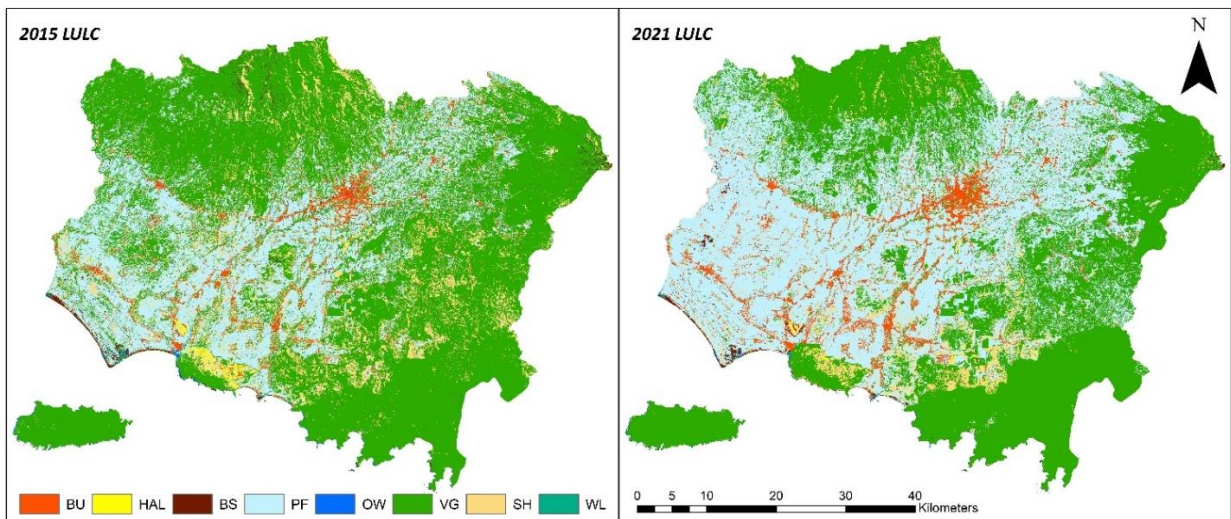 2015 LULC
2021 LULC
N
BU HAL BS PF OW VG SH WL
0 5 10 20 30 40
Kilometers